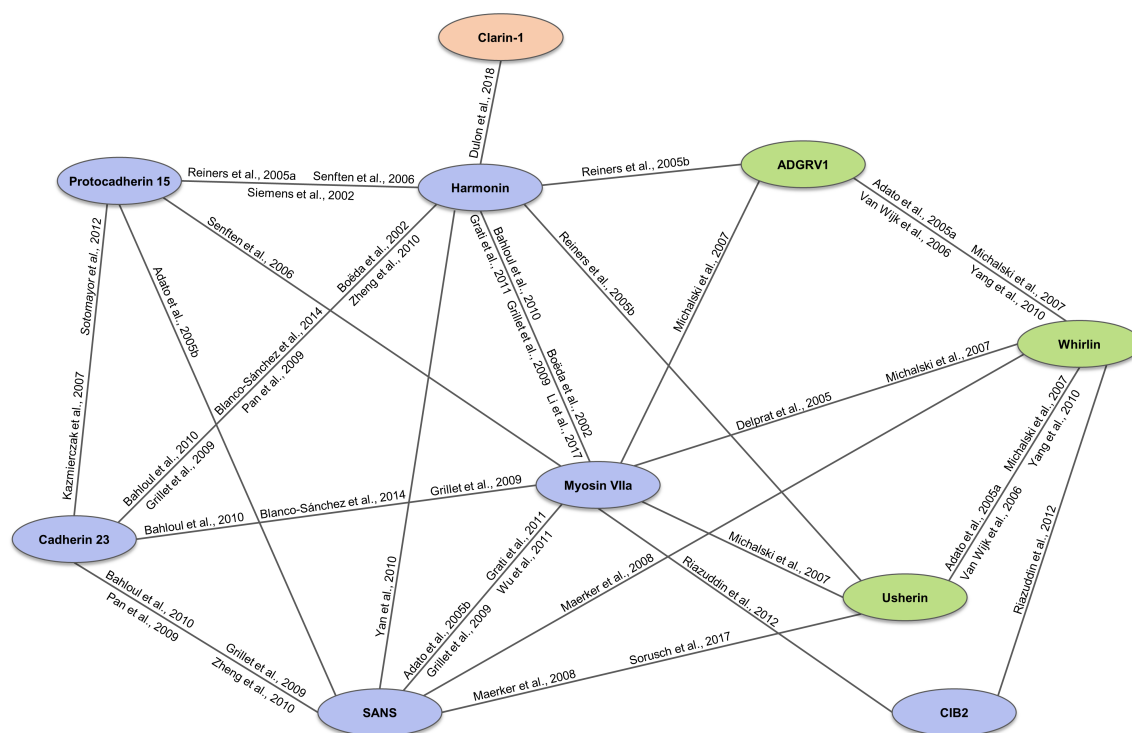 Clarin-1
Dulon et al., 2018
Protocadherin 15
Reiners et al., 2005a
Senften et al., 2006
Siemens et al., 2002
Harmonin
Reiners et al., 2005b
ADGRV1
Adato et al., 2005a
Van Wijk et al., 2006
Michalski et al., 2007
Yang et al., 2010
Sotomayor et al., 2012
Kazmierczak et al., 2007
Adato et al., 2005b
Senften et al., 2006
Boëda et al., 2002
Zheng et al., 2010
Blanco-Sánchez et al., 2014
Pan et al., 2009
Bahloul et al., 2010
Grillet et al., 2009
Bahloul et al., 2010
Grati et al., 2011
Boëda et al., 2002
Grillet et al., 2009
Li et al., 2017
Reiners et al., 2005b
Michalski et al., 2007
Whirlin
Michalski et al., 2007
Delprat et al., 2005
Myosin VIIa
Cadherin 23
Bahloul et al., 2010
Blanco-Sánchez et al., 2014
Grillet et al., 2009
Michalski et al., 2007
Yang et al., 2010
Adato et al., 2005a
Van Wijk et al., 2006
Riazuddin et al., 2012
Michalski et al., 2007
Usherin
Bahloul et al., 2010
Pan et al., 2009
Grillet et al., 2009
Zheng et al., 2010
Yan et al., 2010
Grati et al., 2011
Wu et al., 2011
Adato et al., 2005b
Grillet et al., 2009
Maerker et al., 2008
Riazuddin et al., 2012
Sorusch et al., 2017
Maerker et al., 2008
SANS
CIB2